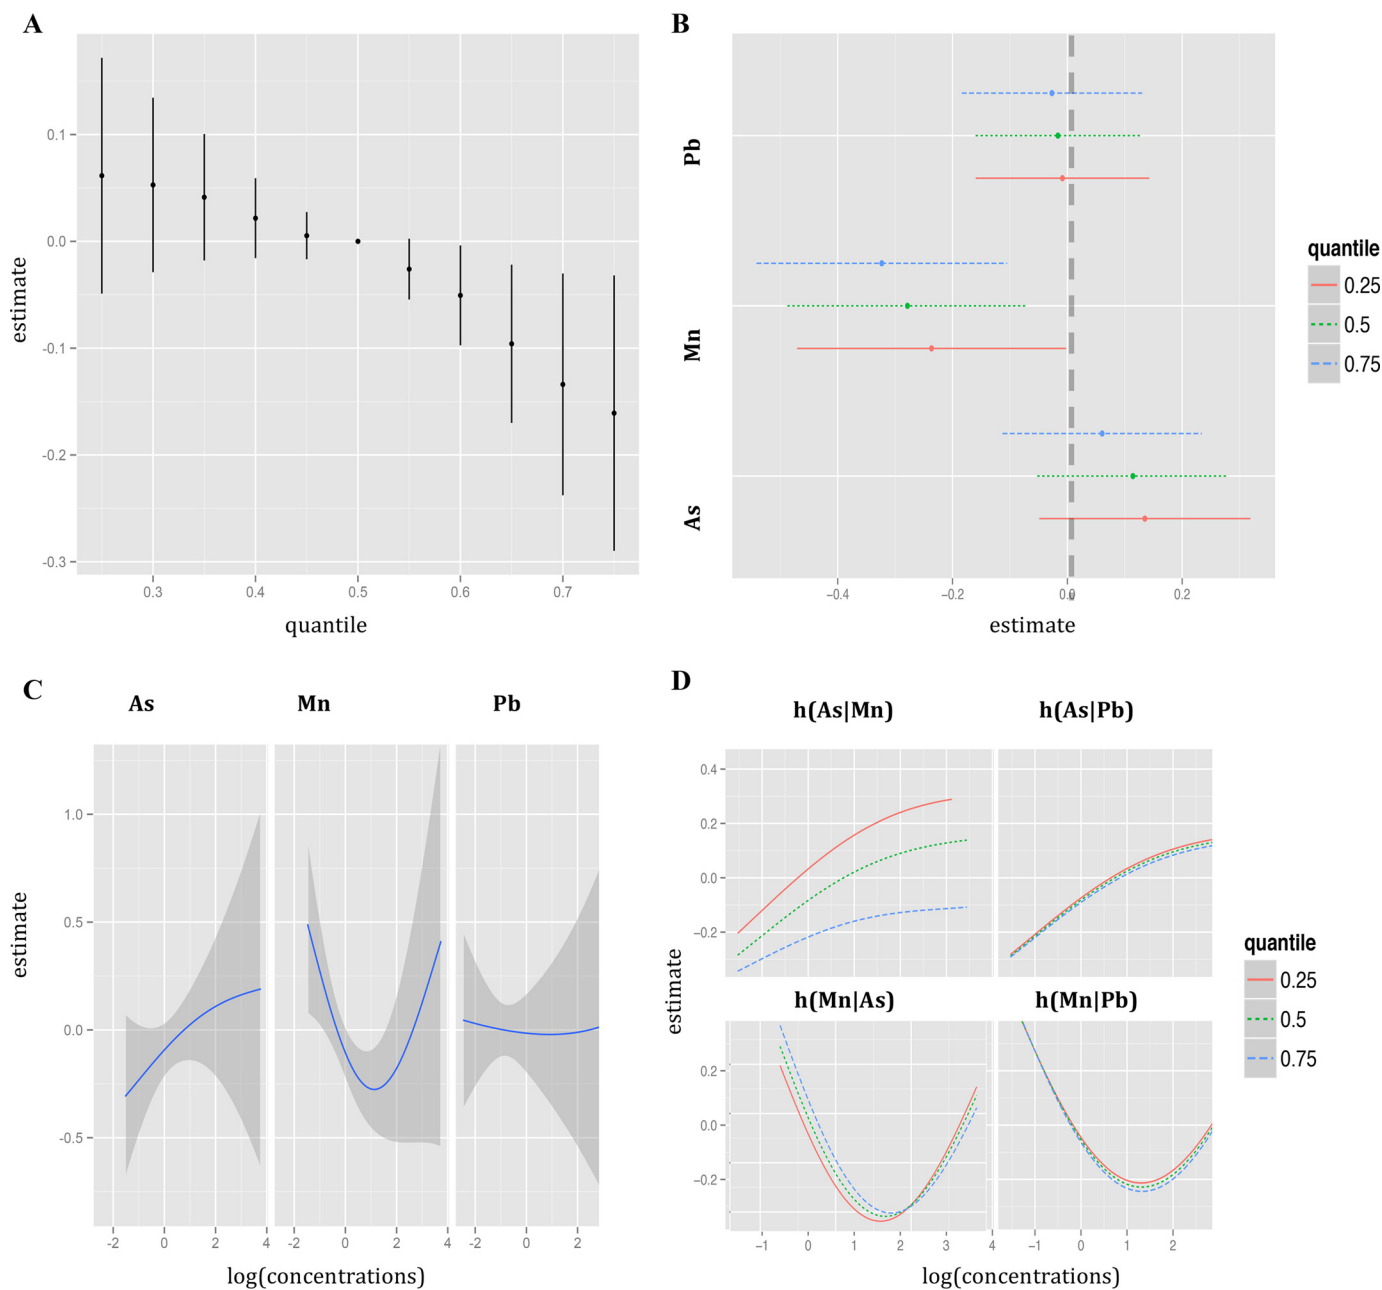 A
0.1
0.0
-0.1
-0.2
-0.3
estimate
0.3 0.4 0.5 0.6 0.7
quantile
B
Pb
Mn
As
−0.4 −0.2 0.0 0.2
estimate
quantile
0.25
0.5
0.75
C
As Mn Pb
1.0
0.5
0.0
-0.5
estimate
-2 0 2 4 -2 0 2 4 -2 0 2
log(concentrations)
D
h(As|Mn) h(As|Pb)
0.4
0.2
0.0
−0.2
h(Mn|As) h(Mn|Pb)
0.2
0.0
−0.2
estimate
−1 0 1 2 3 4 −1 0 1 2
log(concentrations)
quantile
0.25
0.5
0.75